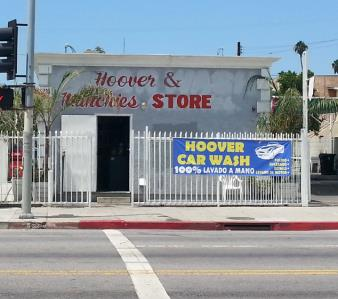 Hoover &
Munchies. STORE
HOOVER
CAR WASH
100% LAVADO A MANO